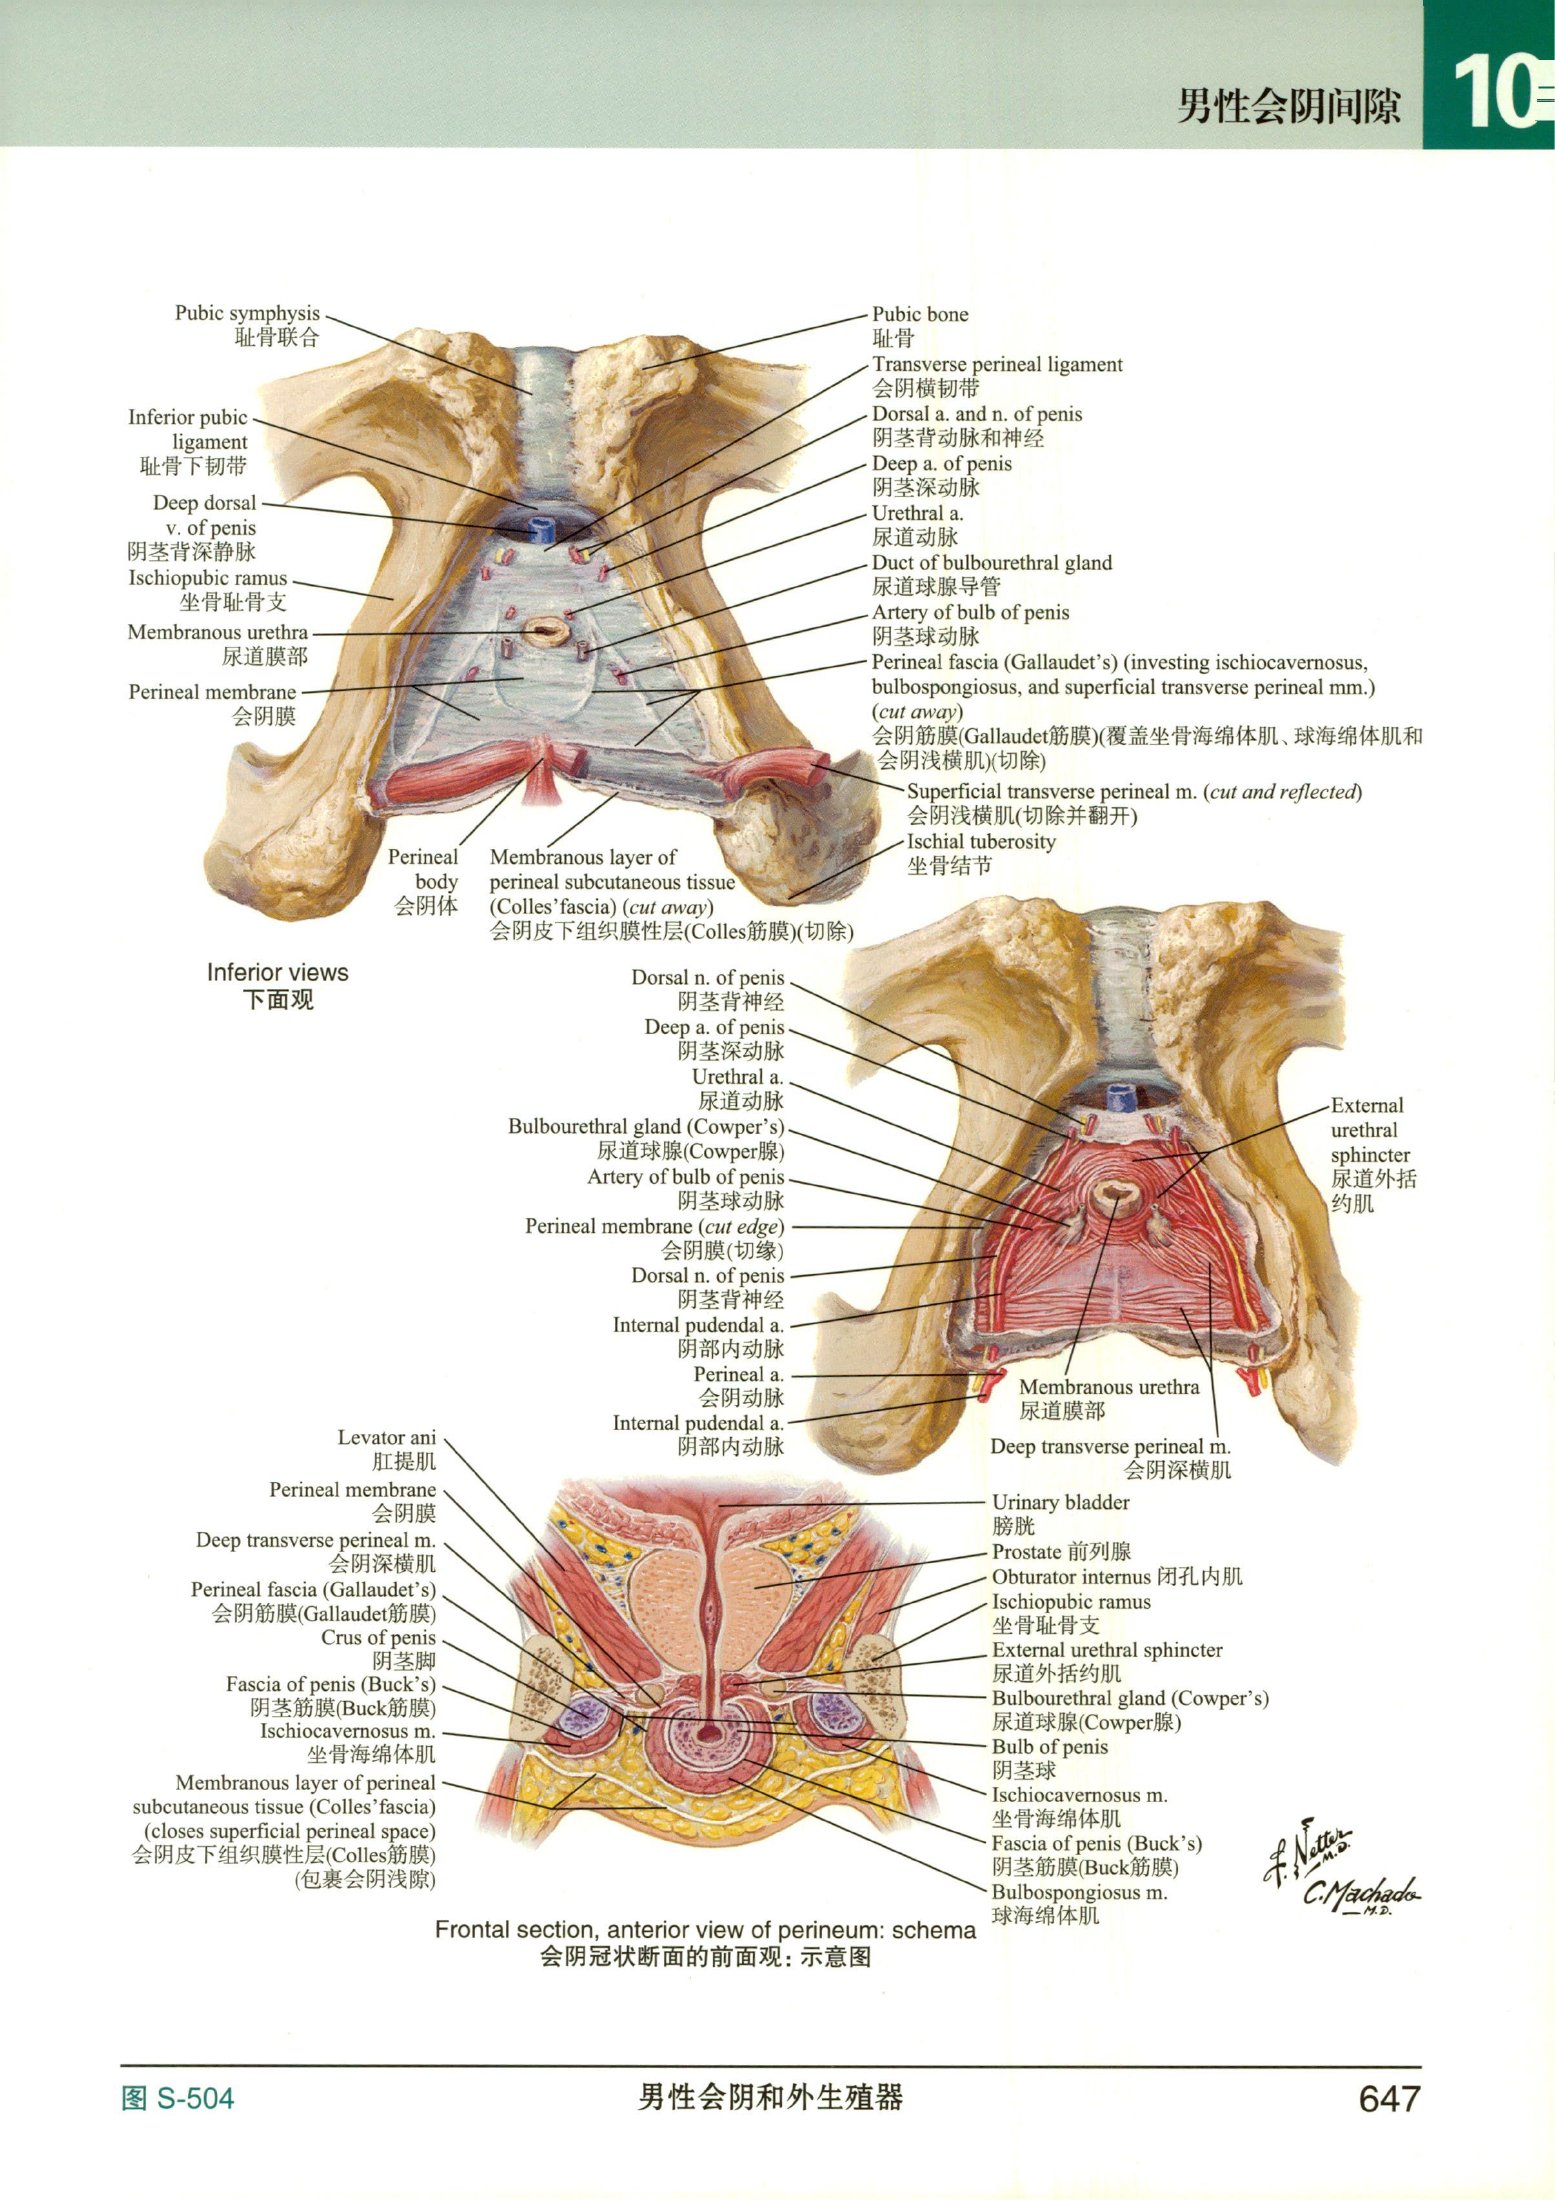 男性会阴间隙
10
Pubic symphysis
耻骨联合
Inferior pubic
ligament
耻骨下韧带
Deep dorsal
v. of penis
阴茎背深静脉
Ischiopubic ramus
坐骨耻骨支
Membranous urethra
尿道膜部
Perineal membrane
会阴膜
Pubic bone
耻骨
Transverse perineal ligament
会阴横韧带
Dorsal a. and n. of penis
阴茎背动脉和神经
Deep a. of penis
阴茎深动脉
Urethral a.
尿道动脉
Duct of bulbourethral gland
尿道球腺导管
Artery of bulb of penis
阴茎球动脉
Perineal fascia (Gallaudet's) (investing ischiocavernosus,
bulbospongiosus, and superficial transverse perineal mm.)
(cut away)
会阴筋膜(Gallaudet筋膜)(覆盖坐骨海绵体肌、球海绵体肌和
会阴浅横肌)(切除)
Superficial transverse perineal m. (cut and reflected)
会阴浅横肌(切除并翻开)
Ischial tuberosity
坐骨结节
Perineal
body
会阴体
Membranous layer of
perineal subcutaneous tissue
(Colles'fascia) (cut away)
会阴皮下组织膜性层(Colles筋膜)(切除)
Inferior views
下面观
Dorsal n. of penis
阴茎背神经
Deep a. of penis
阴茎深动脉
Urethral a.
尿道动脉
Bulbourethral gland (Cowper's)
尿道球腺(Cowper腺)
Artery of bulb of penis
阴茎球动脉
Perineal membrane (cut edge)
会阴膜(切缘)
Dorsal n. of penis
阴茎背神经
Internal pudendal a.
阴部内动脉
Perineal a.
会阴动脉
Internal pudendal a.
阴部内动脉
External
urethral
sphincter
尿道外括
约肌
Membranous urethra
尿道膜部
Deep transverse perineal m.
会阴深横肌
Levator ani
肛提肌
Perineal membrane
会阴膜
Deep transverse perineal m.
会阴深横肌
Perineal fascia (Gallaudet's)
会阴筋膜(Gallaudet筋膜)
Crus of penis
阴茎脚
Fascia of penis (Buck's)
阴茎筋膜(Buck筋膜)
Ischiocavernosus m.
坐骨海绵体肌
Membranous layer of perineal
subcutaneous tissue (Colles'fascia)
(closes superficial perineal space)
会阴皮下组织膜性层(Colles筋膜)
(包裹会阴浅隙)
Urinary bladder
膀胱
Prostate 前列腺
Obturator internus 闭孔内肌
Ischiopubic ramus
坐骨耻骨支
External urethral sphincter
尿道外括约肌
Bulbourethral gland (Cowper's)
尿道球腺(Cowper腺)
Bulb of penis
阴茎球
Ischiocavernosus m.
坐骨海绵体肌
Fascia of penis (Buck's)
阴茎筋膜(Buck筋膜)
Bulbospongiosus m.
球海绵体肌
F. Netter
M.D.
C. Machado
M.D.
Frontal section, anterior view of perineum: schema
会阴冠状断面的前面观：示意图
图 S-504
男性会阴和外生殖器
647